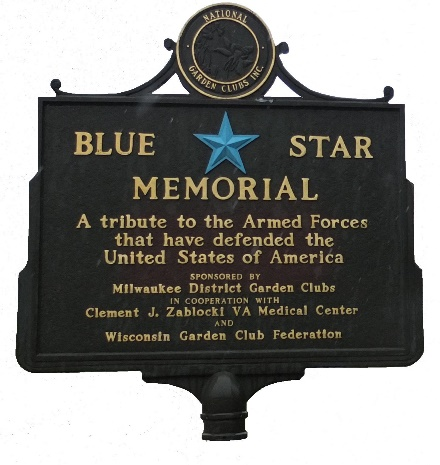 NATIONAL
GARDEN CLUBS INC.
BLUE STAR
MEMORIAL
A tribute to the Armed Forces
that have defended the
United States of America
SPONSORED BY
Milwaukee District Garden Clubs
IN COOPERATION WITH
Clement J. Zablocki VA Medical Center
AND
Wisconsin Garden Club Federation